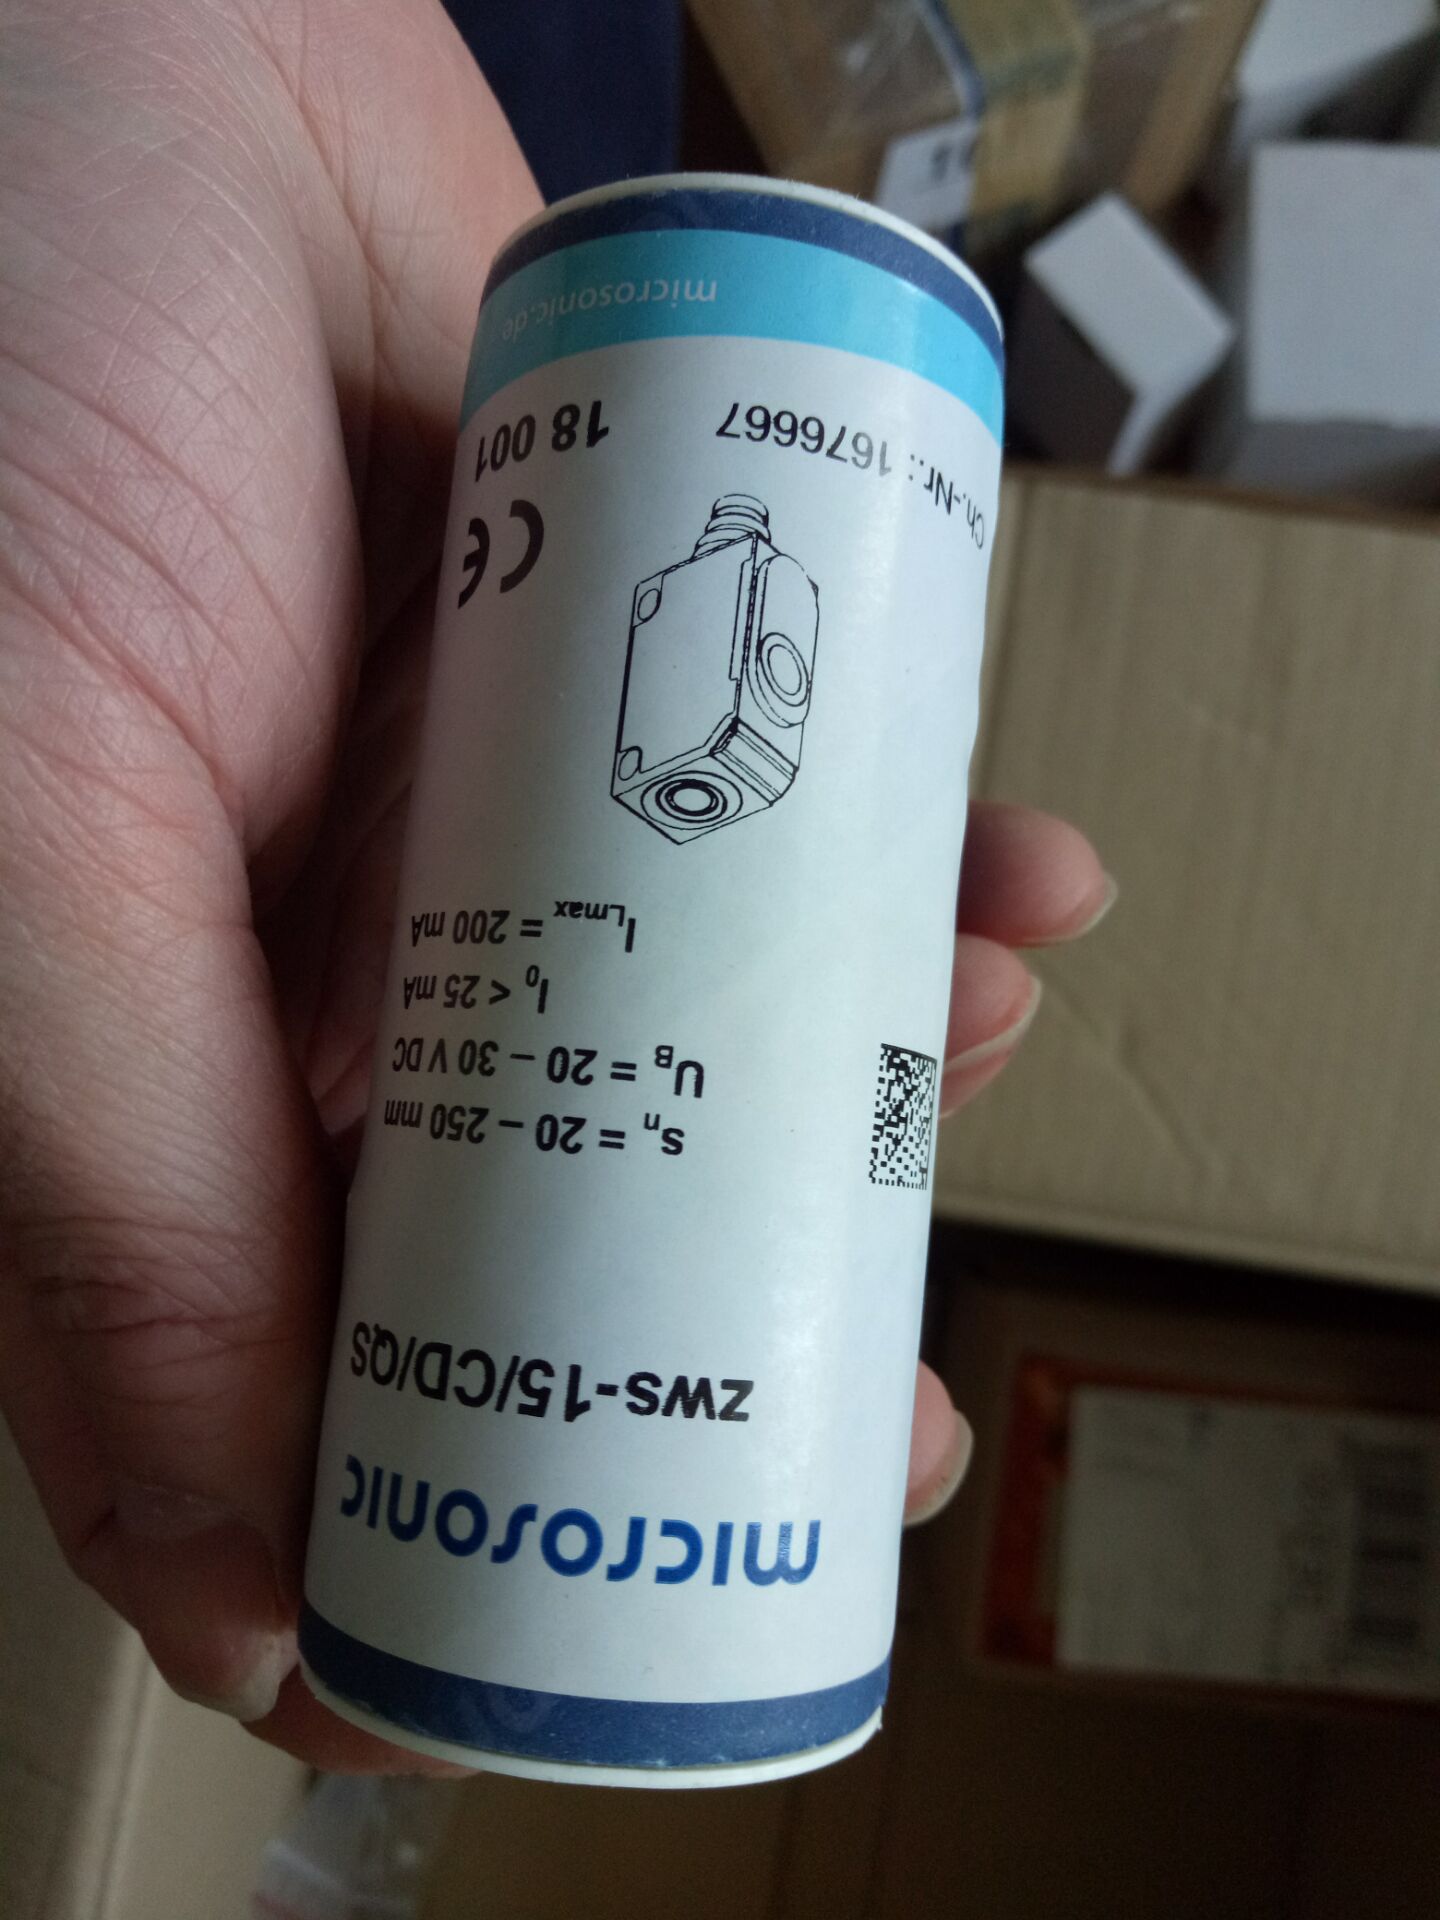 microsonic
zws-15/CD/QS
sn = 20 – 250 mm
UB = 20 – 30 V DC
I0 < 25 mA
ILmax = 200 mA
CE
Ch.-Nr.: 1676667
18 001
microsonic.de